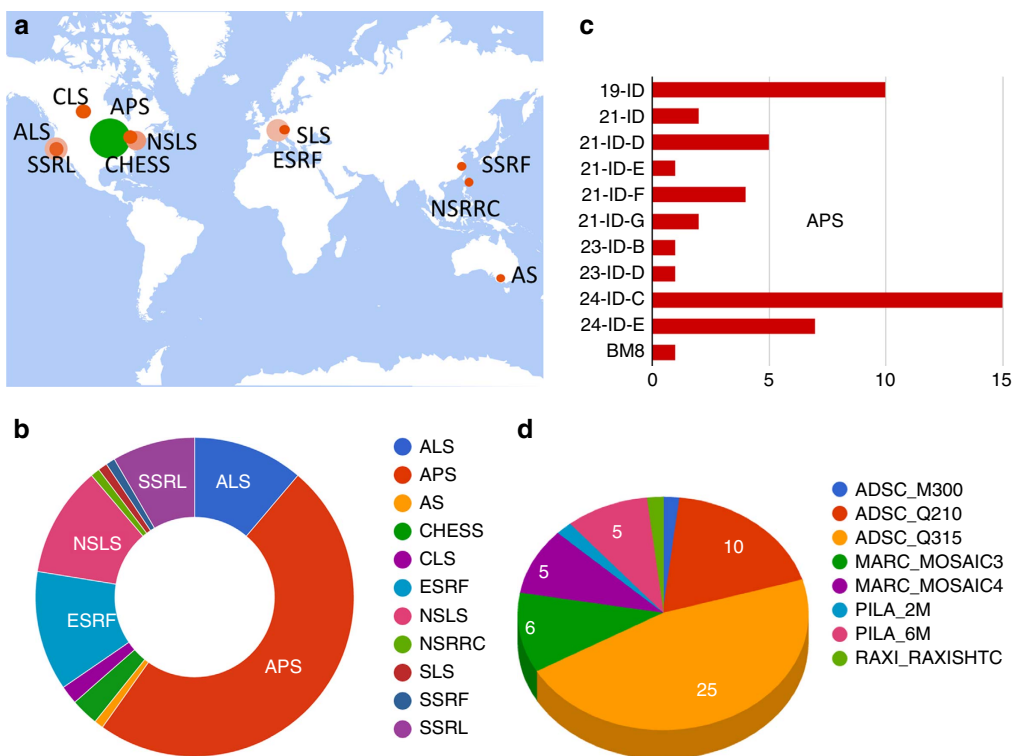 a
CLS
APS
ALS
NSLS
SSRL
CHESS
SLS
ESRF
SSRF
NSRRC
AS
c
19-ID
21-ID
21-ID-D
21-ID-E
21-ID-F
21-ID-G
APS
23-ID-B
23-ID-D
24-ID-C
24-ID-E
BM8
0 5 10 15
b
SSRL
ALS
NSLS
ESRF
APS
ALS
APS
AS
CHESS
CLS
ESRF
NSLS
NSRRC
SLS
SSRF
SSRL
d
5
10
5
6
25
ADSC_M300
ADSC_Q210
ADSC_Q315
MARC_MOSAIC3
MARC_MOSAIC4
PILA_2M
PILA_6M
RAXI_RAXISHTC